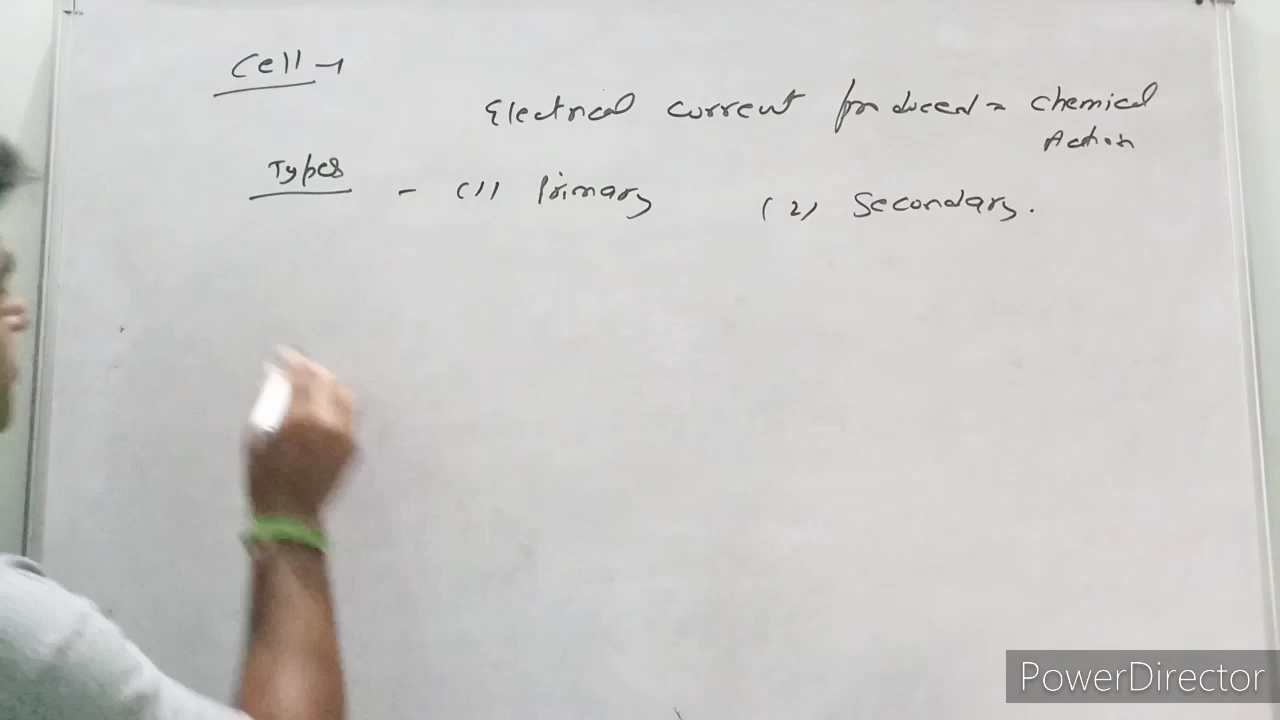 Cell →
Electrical current produced = chemical
Action
Types - (1) Primary (2) Secondary.
PowerDirector